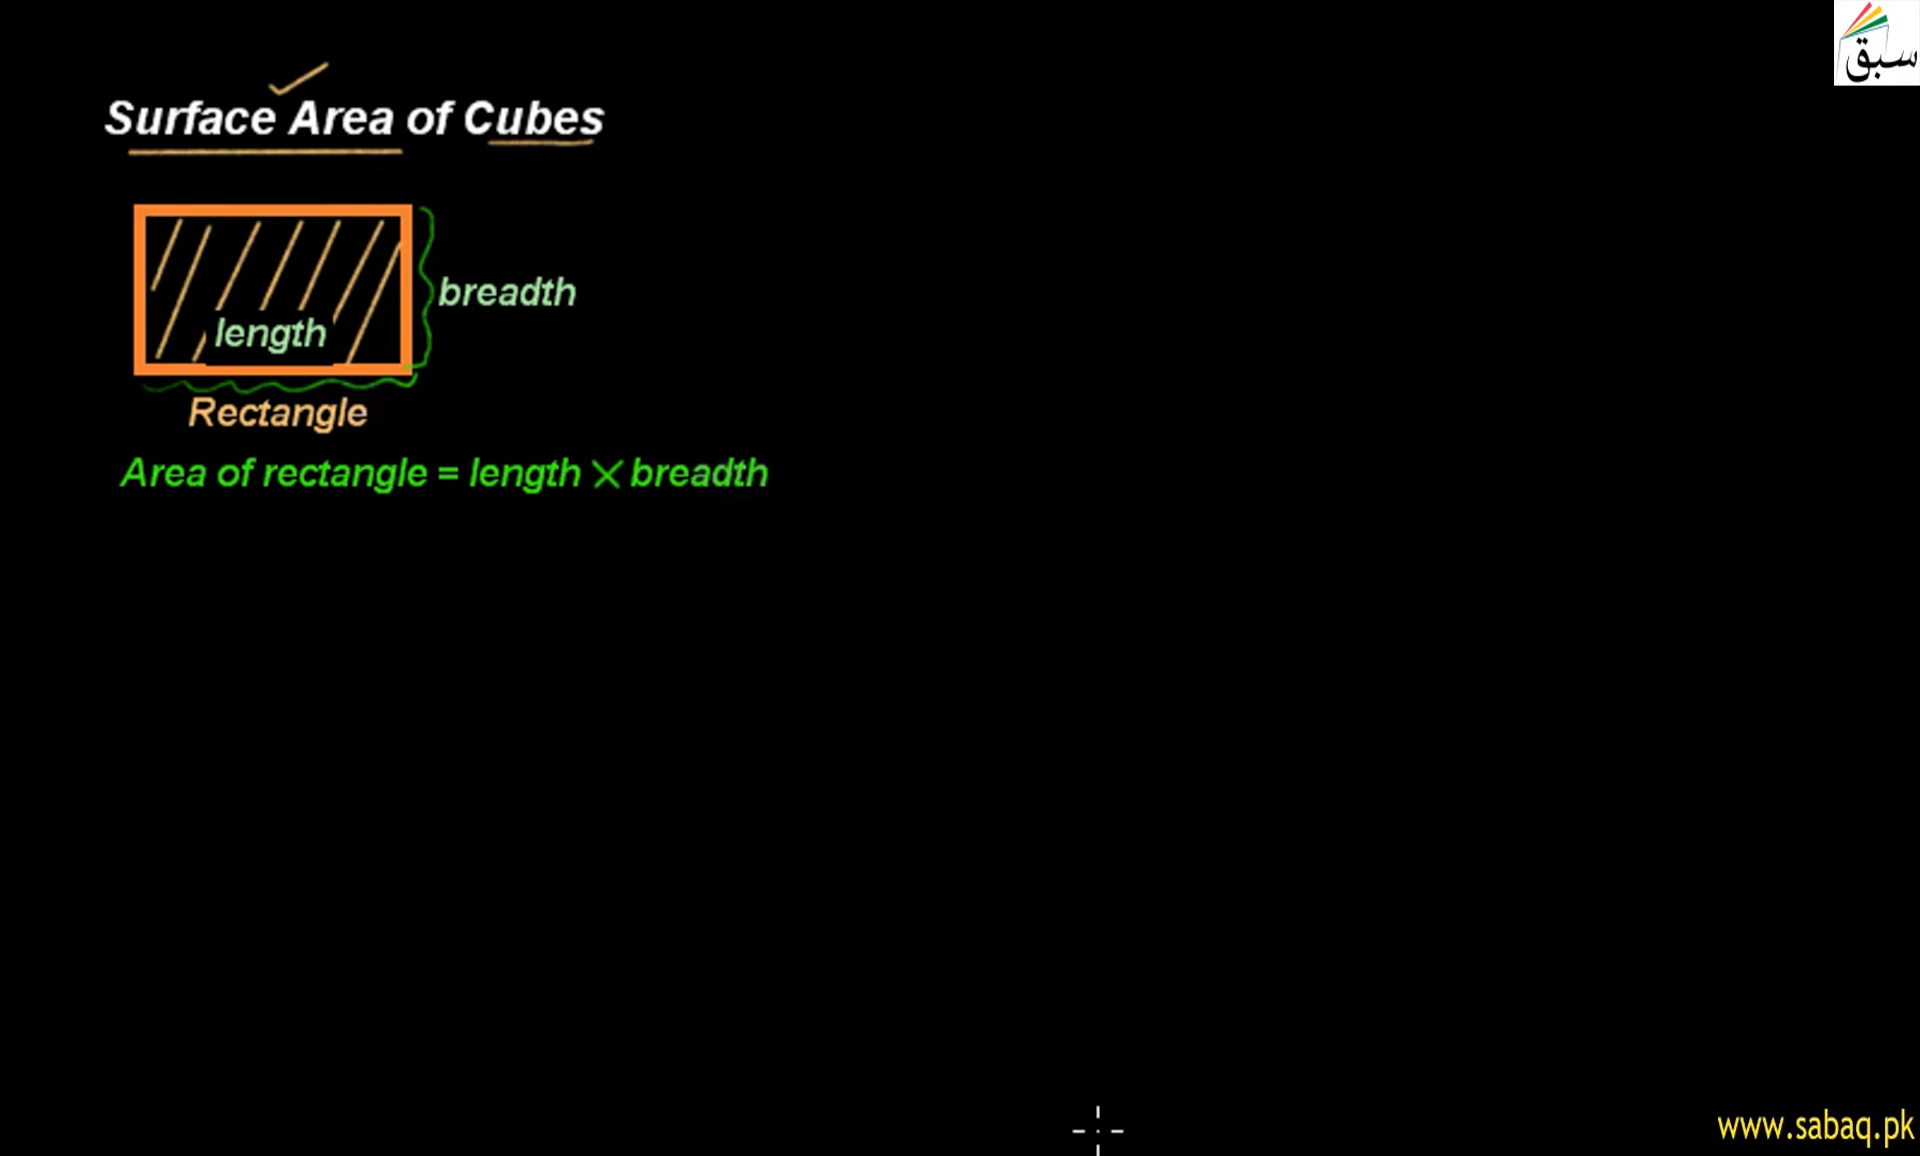 سبق
Surface Area of Cubes
breadth
length
Rectangle
Area of rectangle = length × breadth
www.sabaq.pk